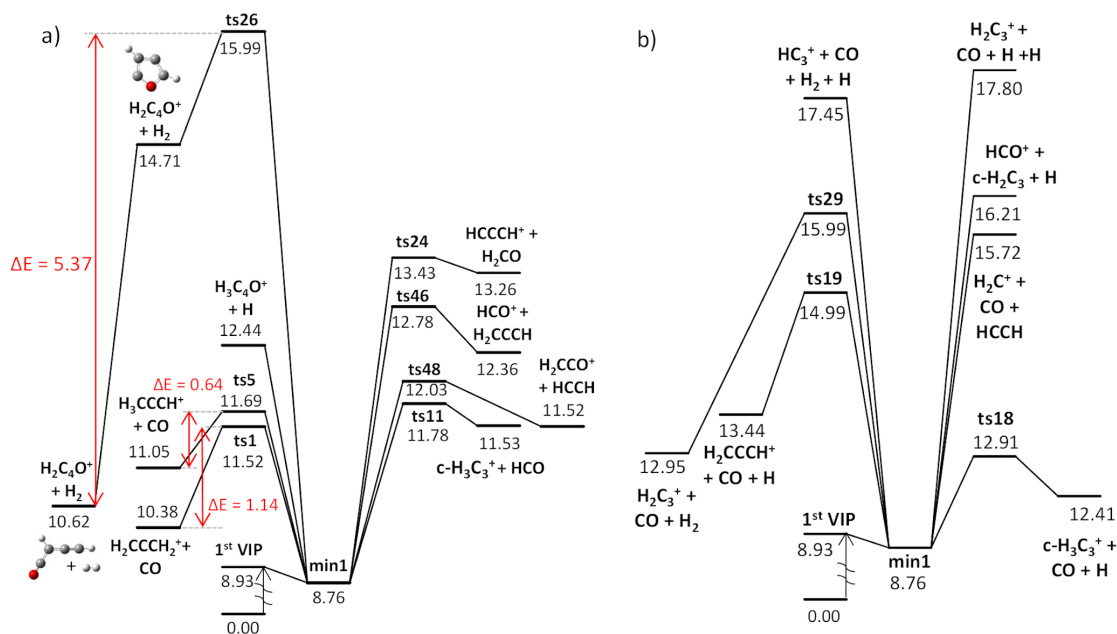 a)
ts26
15.99
H₂C₄O⁺
+ H₂
14.71
ΔE = 5.37
H₃C₄O⁺
+ H
12.44
ΔE = 0.64
ts5
11.69
H₃CCCH⁺
+ CO
11.05
ts1
11.52
H₂C₄O⁺
+ H₂
10.62
10.38
ΔE = 1.14
H₂CCCH₂⁺+
CO
+
1ˢᵗ VIP
8.93
0.00
min1
8.76
ts24
13.43
HCCCH⁺ +
H₂CO
13.26
ts46
12.78
HCO⁺ +
H₂CCCH
12.36
ts48
12.03
H₂CCO⁺
+ HCCH
11.52
ts11
11.78
11.53
c-H₃C₃⁺ + HCO
b)
HC₃⁺ + CO
+ H₂ + H
17.45
ts29
15.99
ts19
14.99
13.44
H₂CCCH⁺
+ CO + H
12.95
H₂C₃⁺ +
CO + H₂
1ˢᵗ VIP
8.93
0.00
min1
8.76
H₂C₃⁺ +
CO + H +H
17.80
HCO⁺ +
c-H₂C₃ + H
16.21
15.72
H₂C⁺ +
CO +
HCCH
ts18
12.91
12.41
c-H₃C₃⁺ +
CO + H